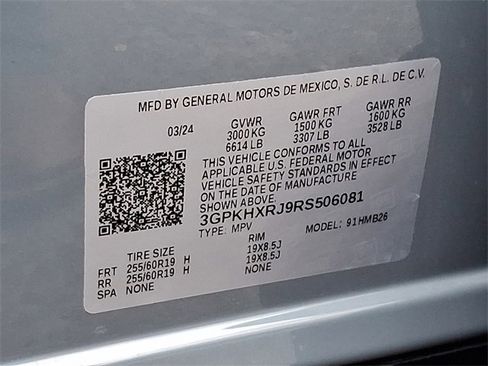 MFD BY GENERAL MOTORS DE MEXICO, S. DE R.L. DE C.V.
03/24 GVWR GAWR FRT GAWR RR
3000 KG 1500 KG 1600 KG
6614 LB 3307 LB 3528 LB
THIS VEHICLE CONFORMS TO ALL
APPLICABLE U.S. FEDERAL MOTOR
VEHICLE SAFETY STANDARDS IN EFFECT
ON THE DATE OF MANUFACTURE
SHOWN ABOVE.
3GPKHXRJ9RS506081
TYPE: MPV MODEL: 91HMB26
TIRE SIZE RIM
FRT 255/60R19 H 19X8.5J
RR 255/60R19 H 19X8.5J
SPA NONE NONE